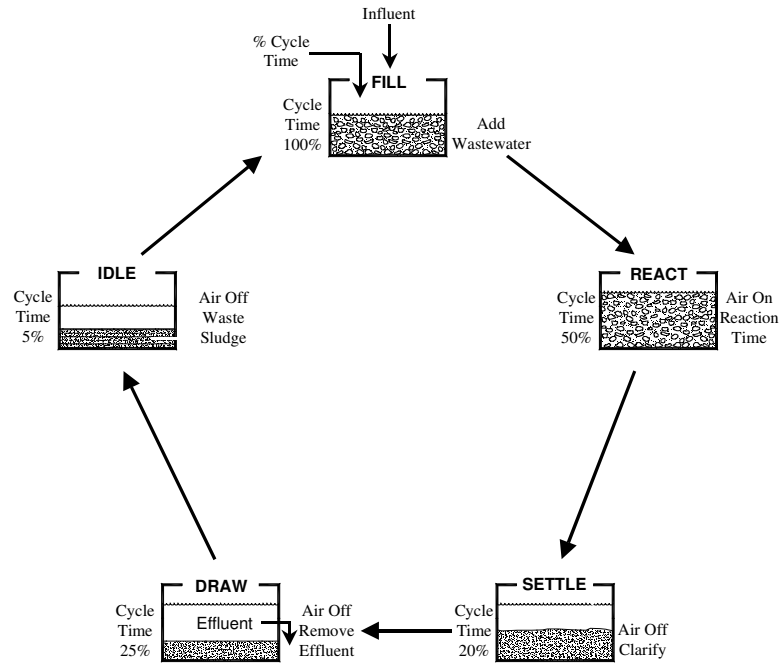 Influent
% Cycle
Time
FILL
Cycle
Time
100%
Add
Wastewater
REACT
Cycle
Time
50%
Air On
Reaction
Time
SETTLE
Cycle
Time
20%
Air Off
Clarify
DRAW
Effluent
Cycle
Time
25%
Air Off
Remove
Effluent
IDLE
Cycle
Time
5%
Air Off
Waste
Sludge